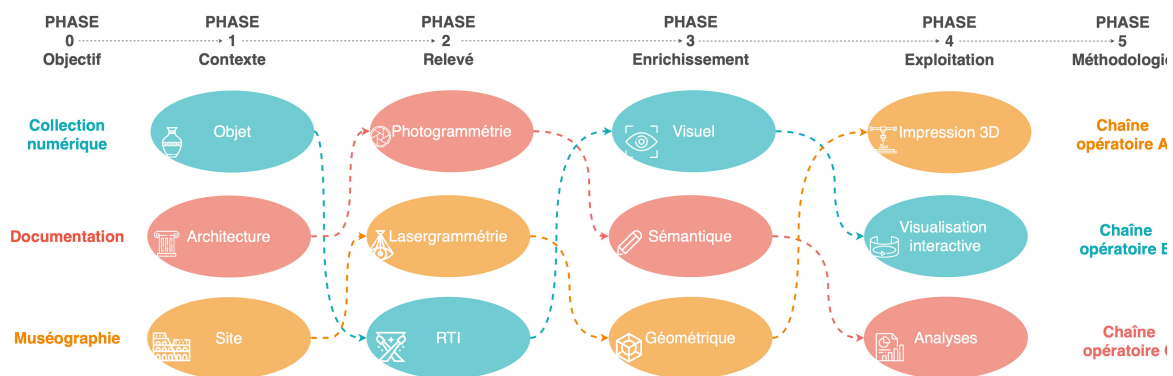 PHASE
0
Objectif
PHASE
1
Contexte
PHASE
2
Relevé
PHASE
3
Enrichissement
PHASE
4
Exploitation
PHASE
5
Méthodologie
Collection
numérique
Objet
Photogrammétrie
Visuel
Impression 3D
Chaîne
opératoire A
Documentation
Architecture
Lasergrammétrie
Sémantique
Visualisation
interactive
Chaîne
opératoire B
Muséographie
Site
RTI
Géométrique
Analyses
Chaîne
opératoire C